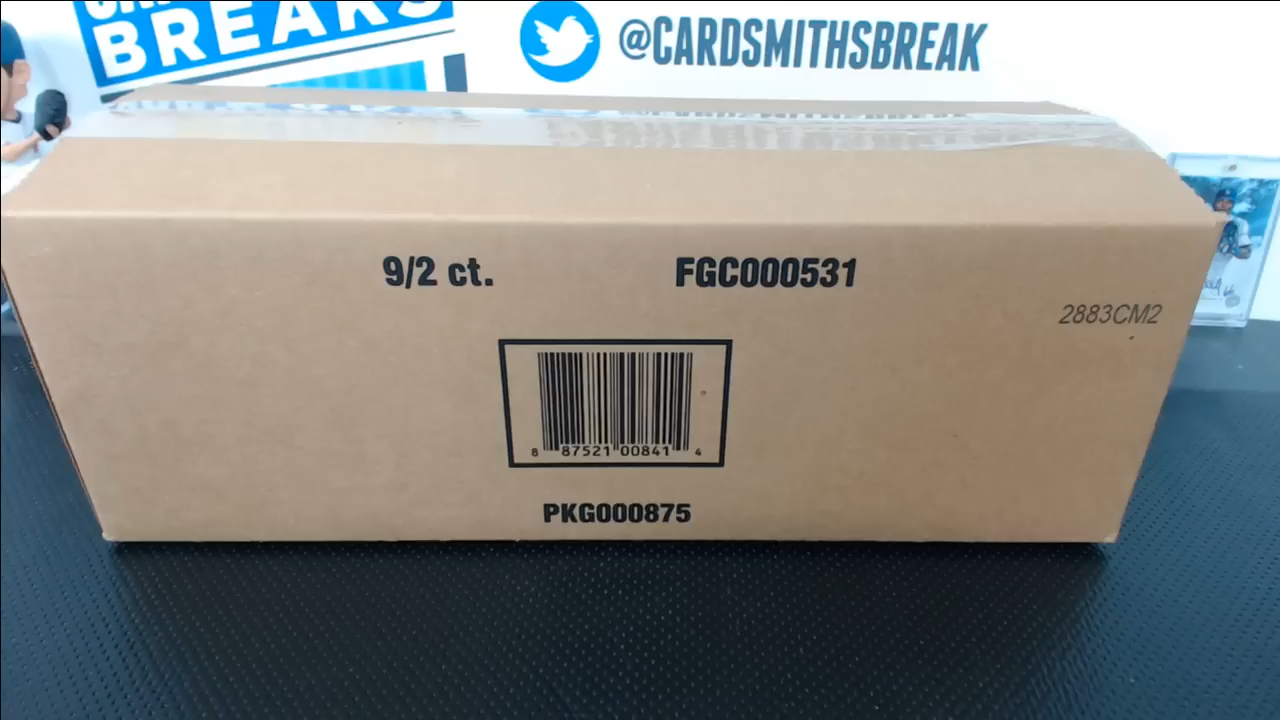 BREAKS
@CARDSMITHSBREAK
9/2 ct.
FGC000531
2883CM2
8 87521 00841 4
PKG000875